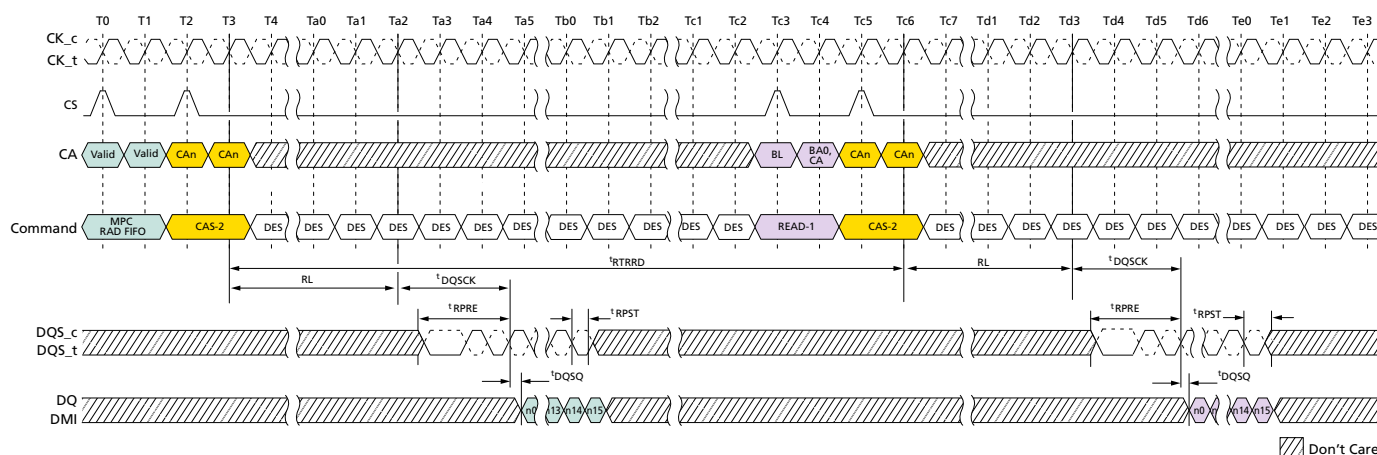 T0 T1 T2 T3 T4 Ta0 Ta1 Ta2 Ta3 Ta4 Ta5 Tb0 Tb1 Tb2 Tc1 Tc2 Tc3 Tc4 Tc5 Tc6 Tc7 Td1 Td2 Td3 Td4 Td5 Td6 Te0 Te1 Te2 Te3
CK_c
CK_t
CS
CA Valid Valid CAn CAn BL BA0, CA CAn CAn
Command MPC RAD FIFO CAS-2 DES DES DES DES DES DES DES DES DES DES DES DES READ-1 CAS-2 DES DES DES DES DES DES DES DES DES DES DES
tRTRRD
RL tDQSCK RL tDQSCK
tRPRE tRPST tRPRE tRPST
DQS_c
DQS_t
tDQSQ tDQSQ
DQ
DMI
n0 n13 n14 n15 n0 n n14 n15
Don't Care